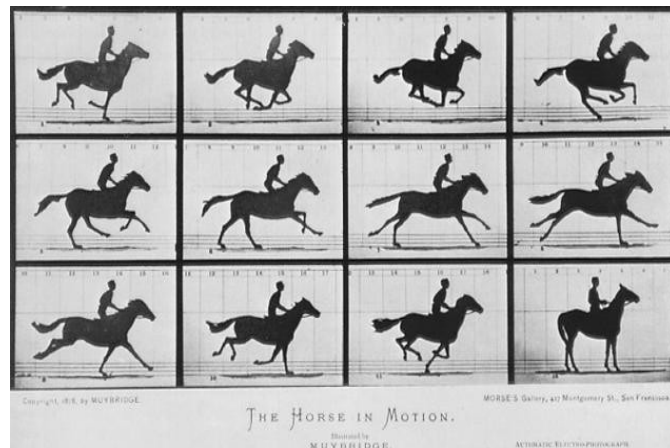 Copyright, 1878, by MUYBRIDGE.
MORSE'S Gallery, 417 Montgomery St., San Francisco
THE HORSE IN MOTION.
Illustrated by
MUYBRIDGE.
AUTOMATIC ELECTRO-PHOTOGRAPH